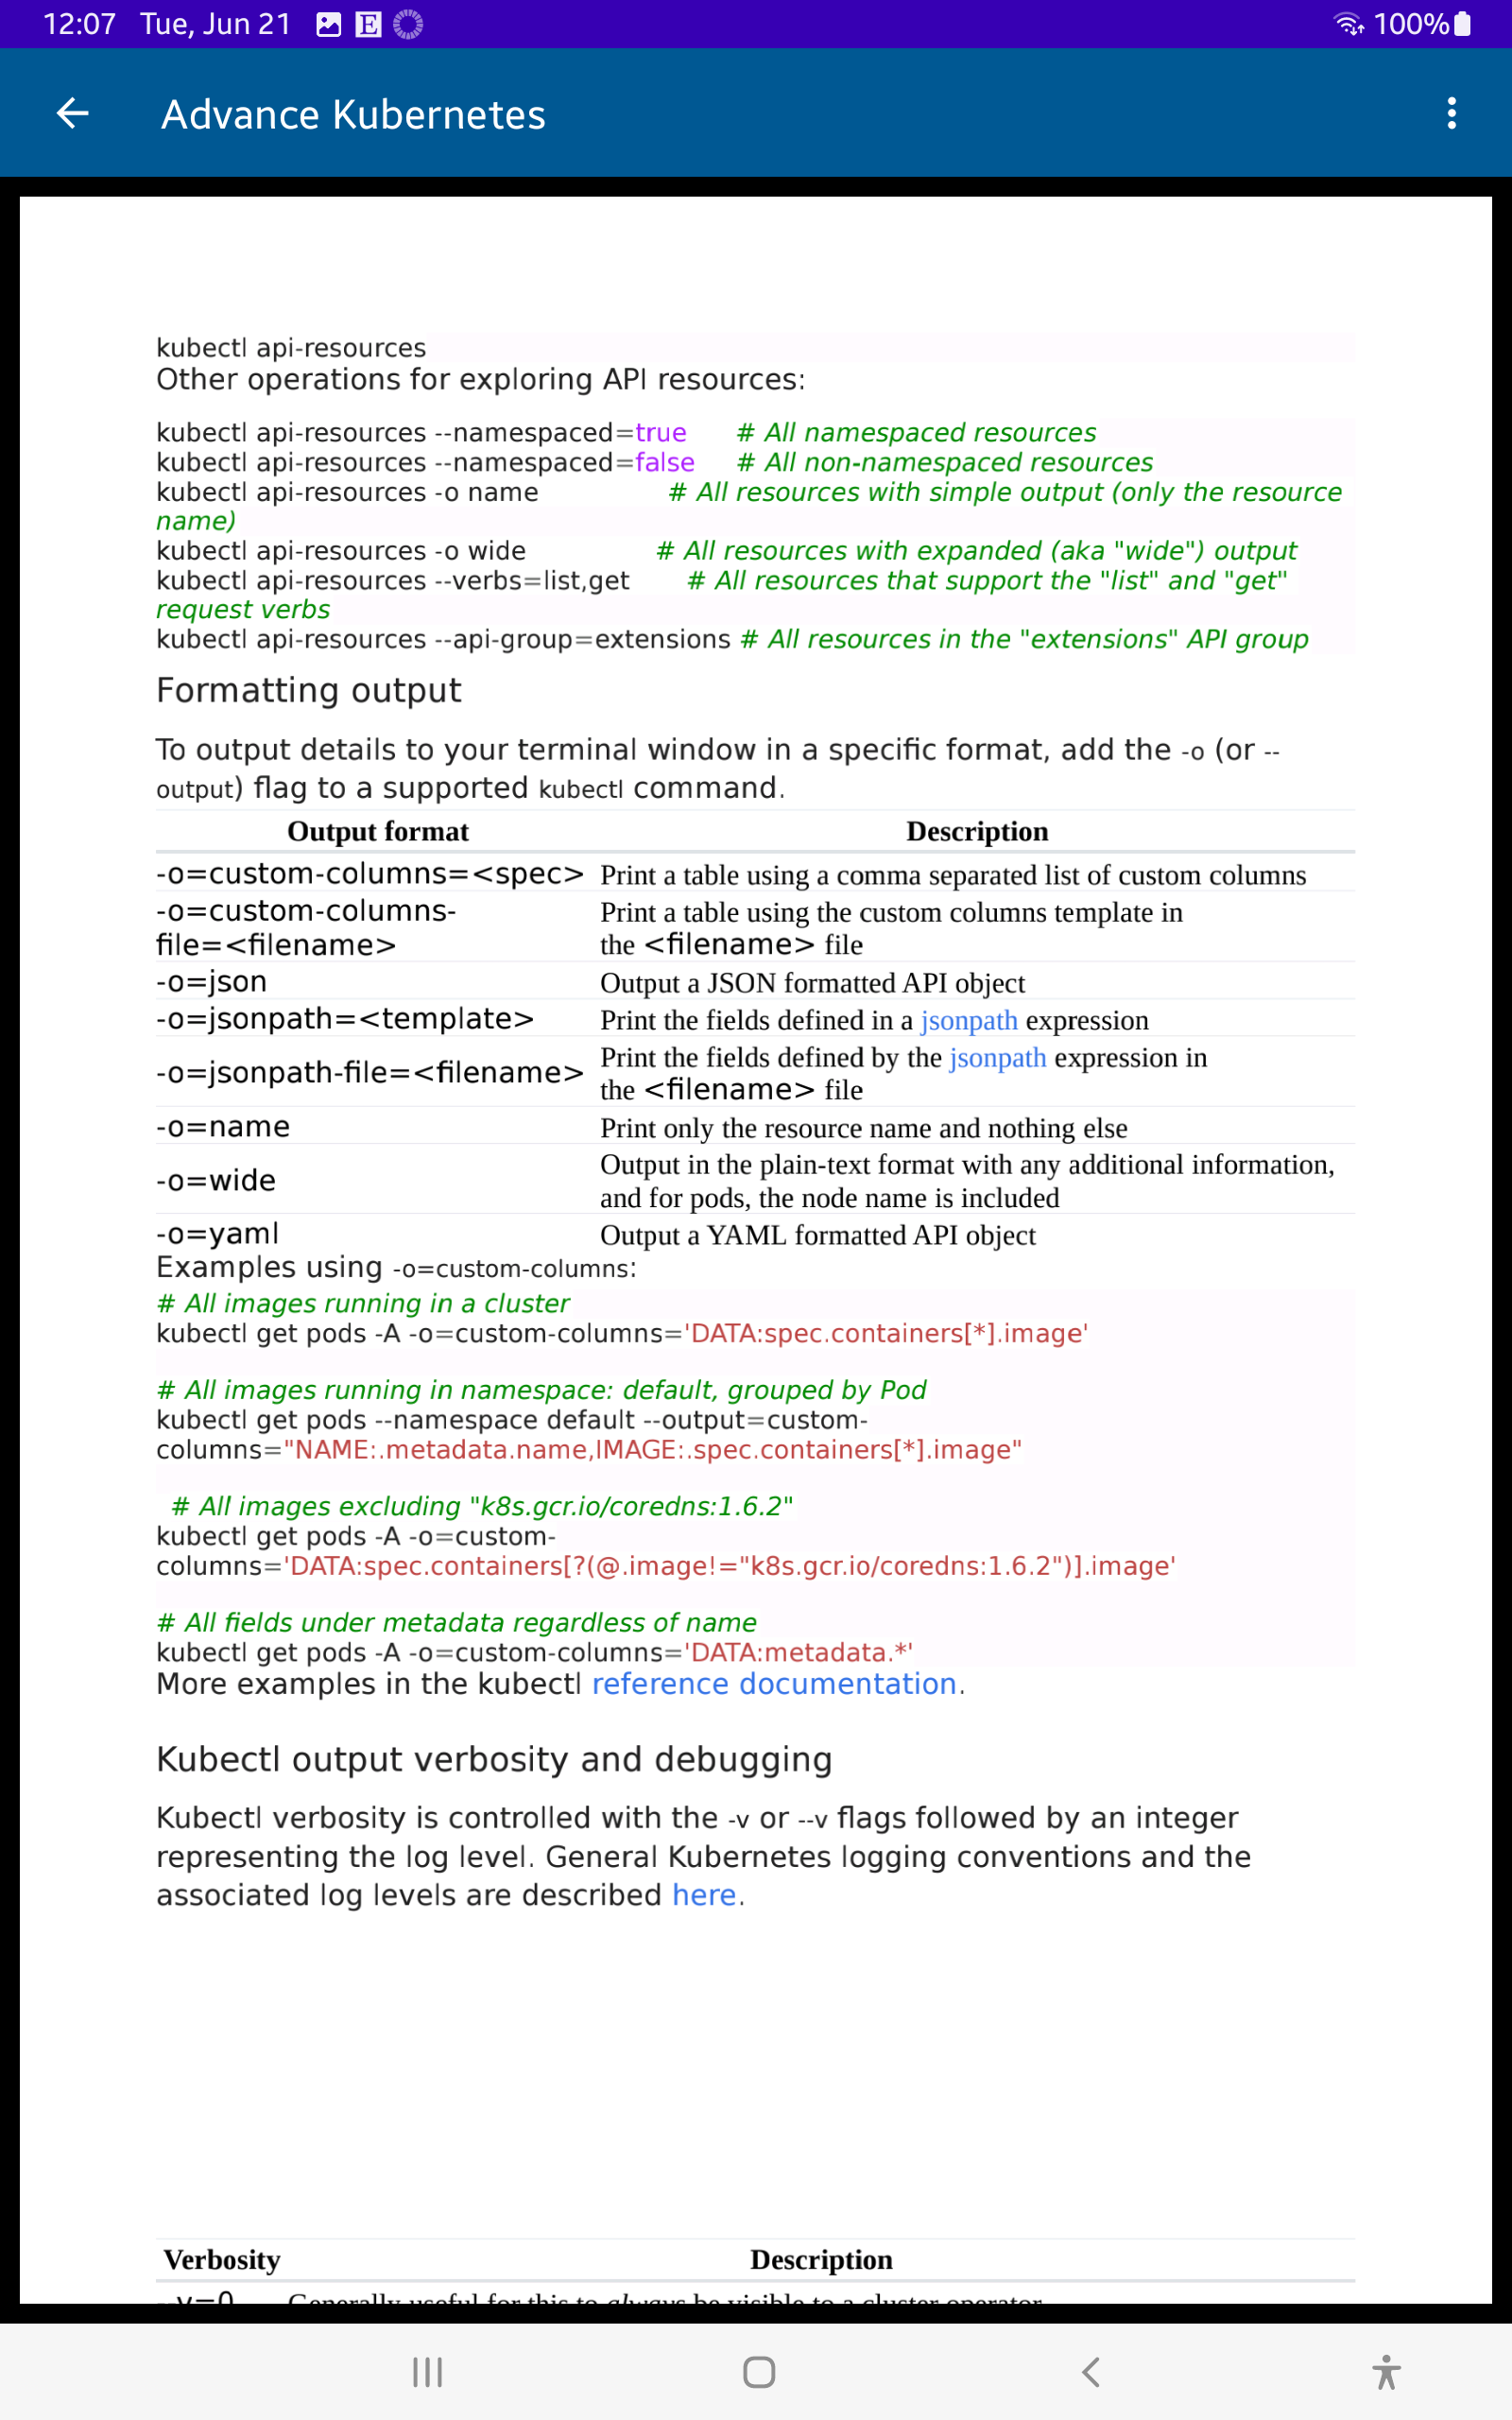 12:07 Tue, Jun 21 E 100%
Advance Kubernetes
kubectl api-resources
Other operations for exploring API resources:
kubectl api-resources --namespaced=true # All namespaced resources
kubectl api-resources --namespaced=false # All non-namespaced resources
kubectl api-resources -o name # All resources with simple output (only the resource
name)
kubectl api-resources -o wide # All resources with expanded (aka "wide") output
kubectl api-resources --verbs=list,get # All resources that support the "list" and "get"
request verbs
kubectl api-resources --api-group=extensions # All resources in the "extensions" API group
Formatting output
To output details to your terminal window in a specific format, add the -o (or --
output) flag to a supported kubectl command.
Output format Description
-o=custom-columns=<spec> Print a table using a comma separated list of custom columns
-o=custom-columns- Print a table using the custom columns template in
file=<filename> the <filename> file
-o=json Output a JSON formatted API object
-o=jsonpath=<template> Print the fields defined in a jsonpath expression
-o=jsonpath-file=<filename> Print the fields defined by the jsonpath expression in
the <filename> file
-o=name Print only the resource name and nothing else
-o=wide Output in the plain-text format with any additional information,
and for pods, the node name is included
-o=yaml Output a YAML formatted API object
Examples using -o=custom-columns:
# All images running in a cluster
kubectl get pods -A -o=custom-columns='DATA:spec.containers[*].image'
# All images running in namespace: default, grouped by Pod
kubectl get pods --namespace default --output=custom-
columns="NAME:.metadata.name,IMAGE:.spec.containers[*].image"
# All images excluding "k8s.gcr.io/coredns:1.6.2"
kubectl get pods -A -o=custom-
columns='DATA:spec.containers[?(@.image!="k8s.gcr.io/coredns:1.6.2")].image'
# All fields under metadata regardless of name
kubectl get pods -A -o=custom-columns='DATA:metadata.*'
More examples in the kubectl reference documentation.
Kubectl output verbosity and debugging
Kubectl verbosity is controlled with the -v or --v flags followed by an integer
representing the log level. General Kubernetes logging conventions and the
associated log levels are described here.
Verbosity Description
--v=0 Generally useful for this to always be visible to a cluster operator